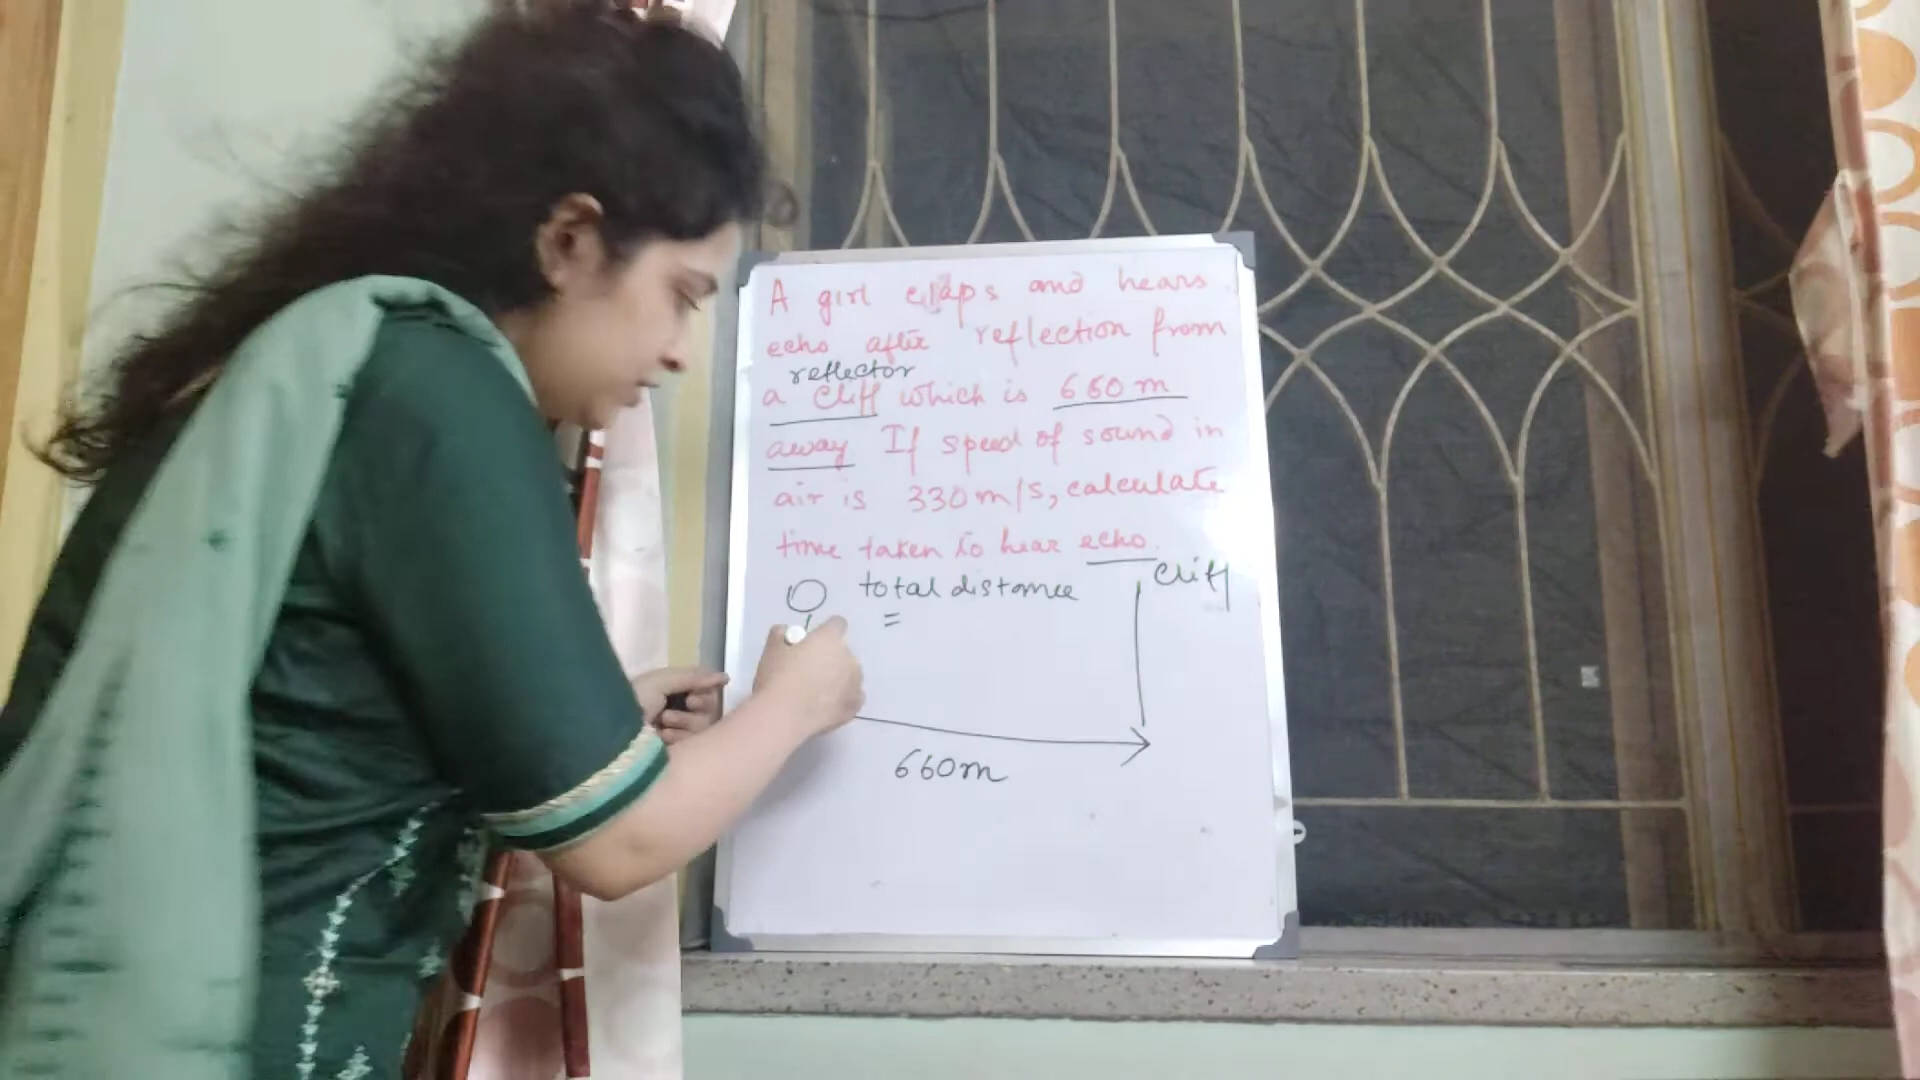 A girl claps and hears
echo after reflection from
reflector
a cliff which is 660 m
away If speed of sound in
air is 330 m/s, calculate
time taken to hear echo.
total distance
=
Cliff
660m